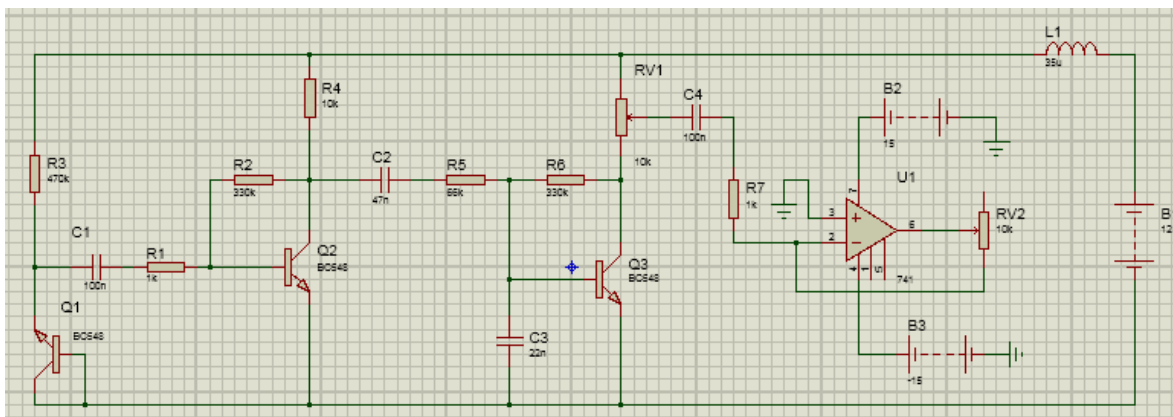 L1
35u
RV1
R4
10k
C4
100n
B2
15
R3
470k
R2
330k
C2
47n
R5
66k
R6
330k
10k
R7
1k
U1
7
3
2
6
4
1
5
741
RV2
10k
B
12
C1
100n
R1
1k
Q2
BC548
Q3
BC548
Q1
BC548
C3
22n
B3
-15